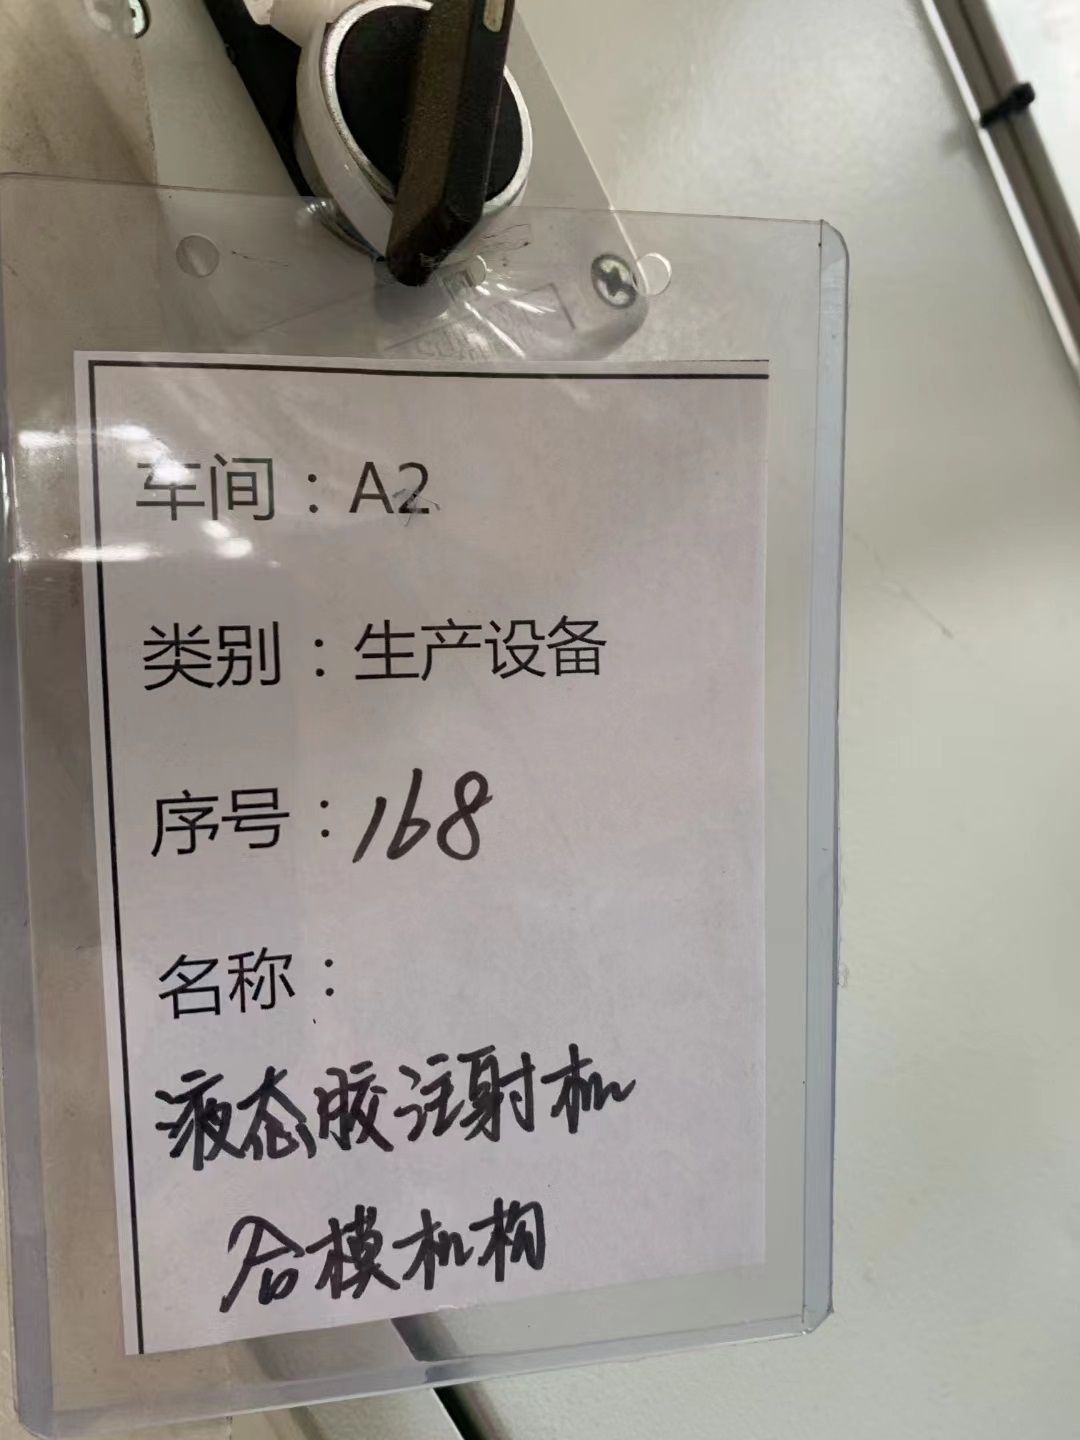 车间：A2
类别：生产设备
序号：168
名称：
液态胶注射机
合模机构